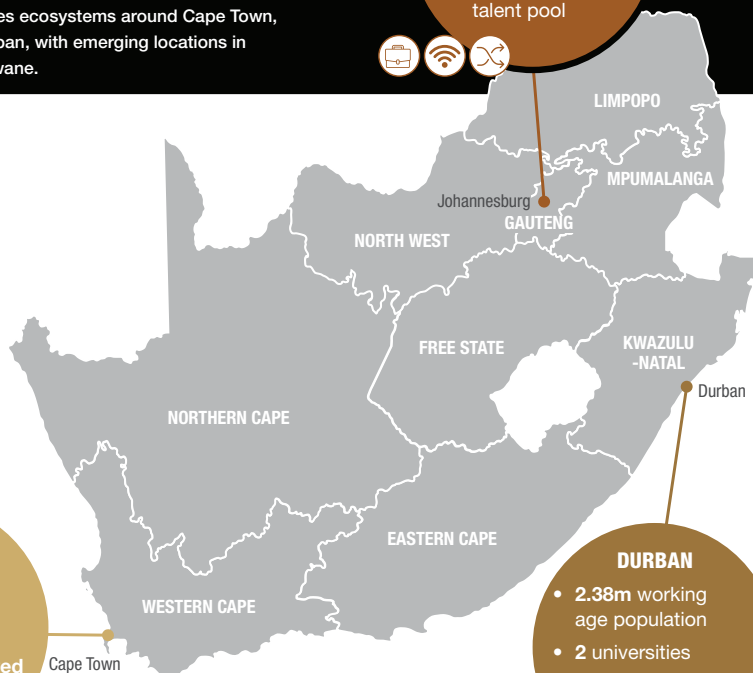 es ecosystems around Cape Town,
ban, with emerging locations in
wane.
talent pool
LIMPOPO
MPUMALANGA
Johannesburg
GAUTENG
NORTH WEST
FREE STATE
KWAZULU
-NATAL
Durban
NORTHERN CAPE
EASTERN CAPE
WESTERN CAPE
Cape Town
ed
DURBAN
• 2.38m working
age population
• 2 universities